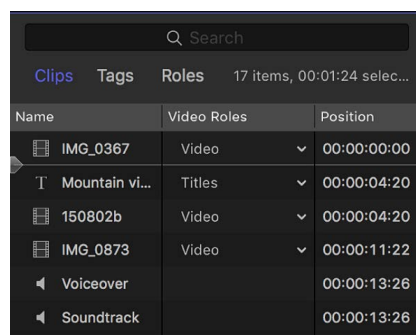 Search
Clips Tags Roles 17 items, 00:01:24 selec...
Name Video Roles Position
IMG_0367 Video 00:00:00:00
T Mountain vi... Titles 00:00:04:20
150802b Video 00:00:04:20
IMG_0873 Video 00:00:11:22
Voiceover 00:00:13:26
Soundtrack 00:00:13:26